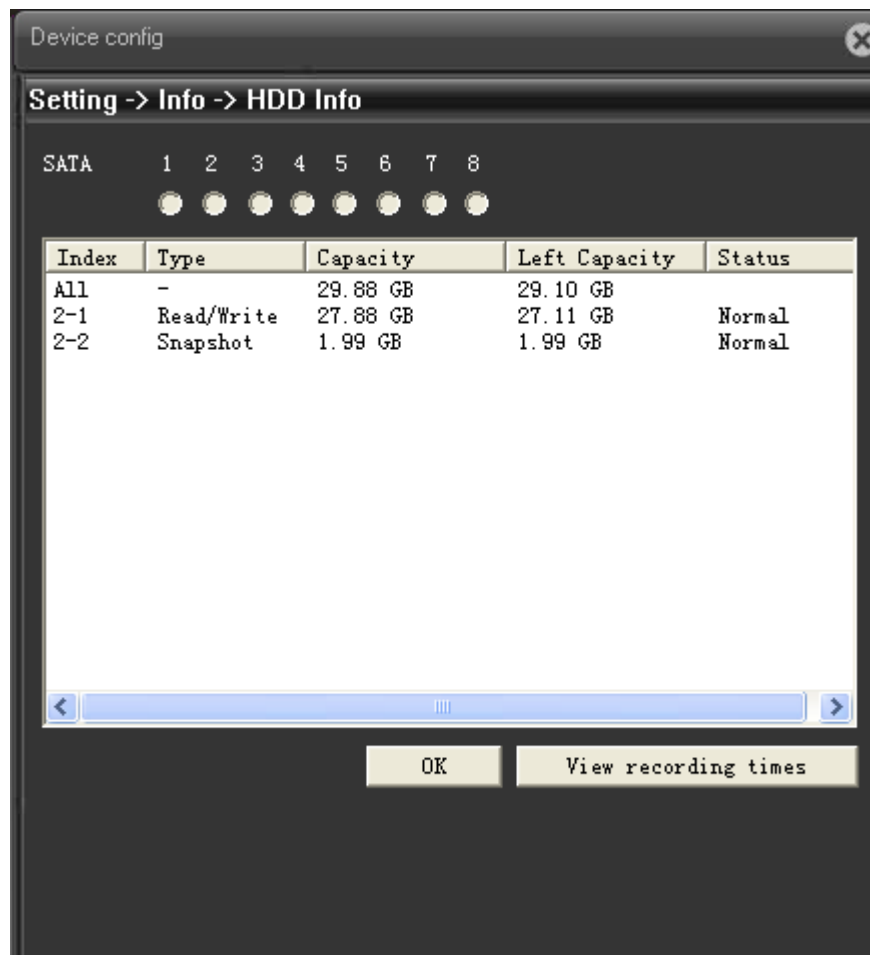 Device config
Setting -> Info -> HDD Info
SATA 1 2 3 4 5 6 7 8
Index Type Capacity Left Capacity Status
All - 29.88 GB 29.10 GB
2-1 Read/Write 27.88 GB 27.11 GB Normal
2-2 Snapshot 1.99 GB 1.99 GB Normal
OK View recording times